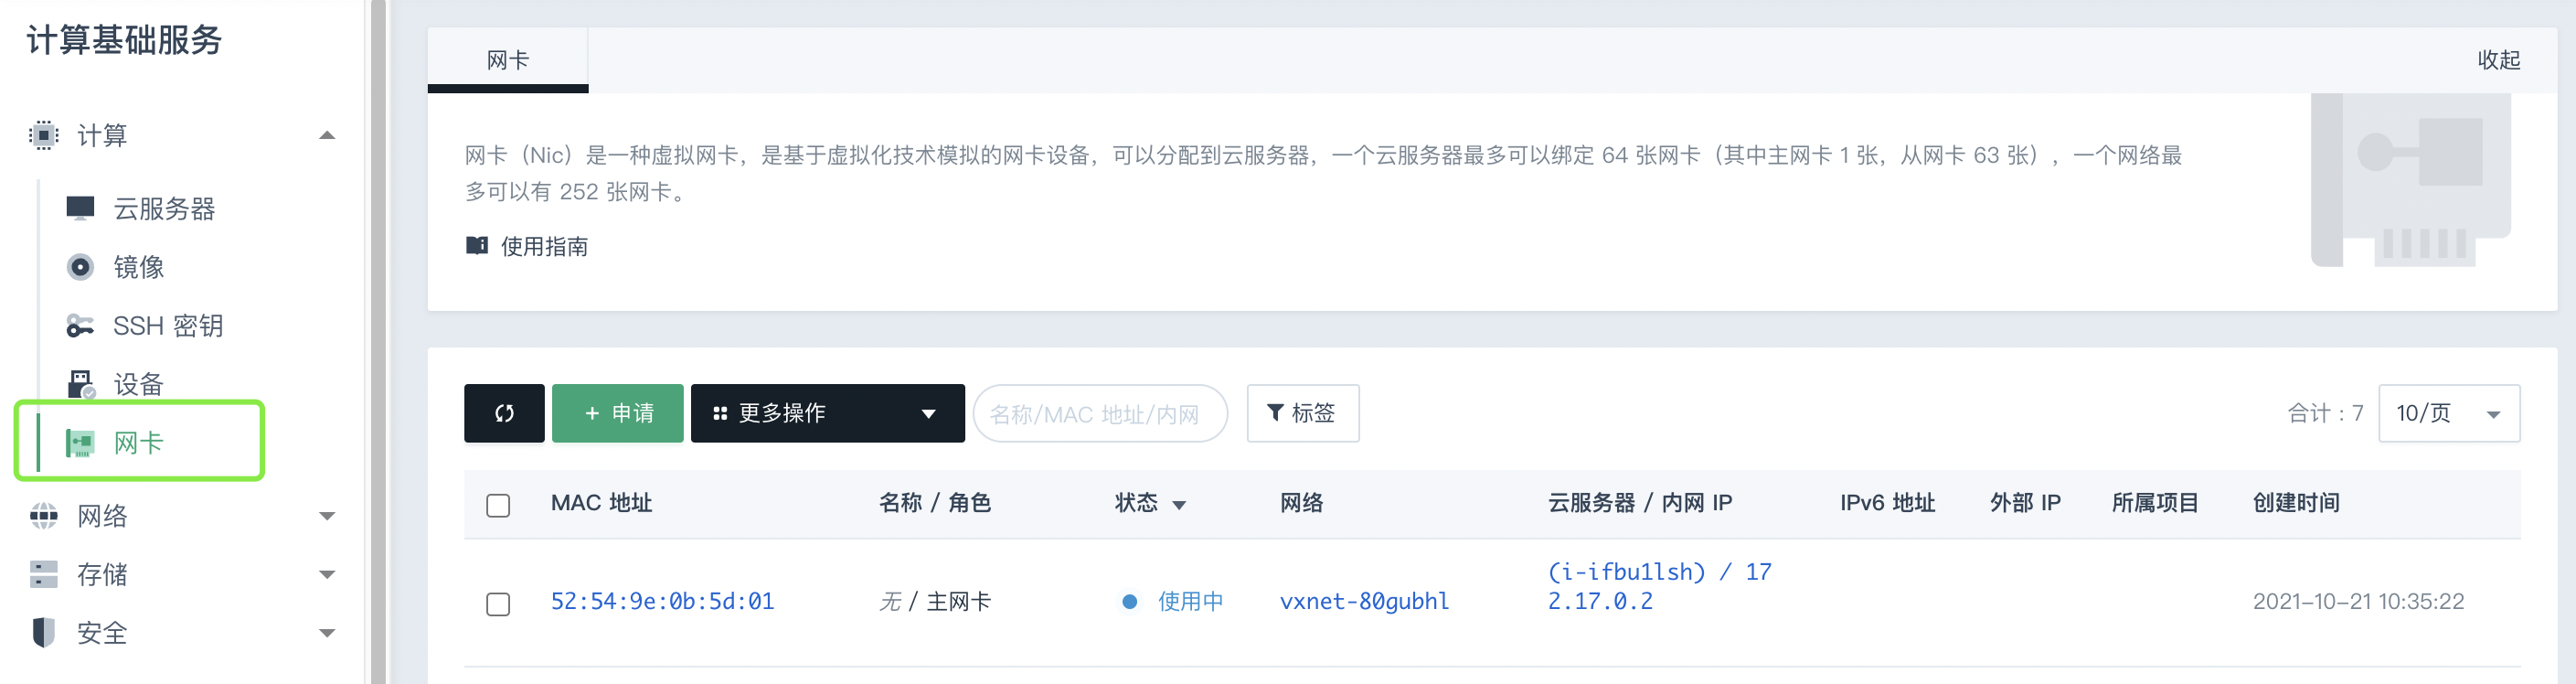 计算基础服务
计算
云服务器
镜像
SSH 密钥
设备
网卡
网络
存储
安全
网卡
收起
网卡（Nic）是一种虚拟网卡，是基于虚拟化技术模拟的网卡设备，可以分配到云服务器，一个云服务器最多可以绑定 64 张网卡（其中主网卡 1 张，从网卡 63 张），一个网络最
多可以有 252 张网卡。
使用指南
+ 申请
更多操作
名称/MAC 地址/内网
标签
合计：7
10/页
MAC 地址 名称 / 角色 状态 网络 云服务器 / 内网 IP IPv6 地址 外部 IP 所属项目 创建时间
52:54:9e:0b:5d:01 无 / 主网卡 使用中 vxnet-80gubhl (i-ifbu1lsh) / 17
2.17.0.2
2021-10-21 10:35:22